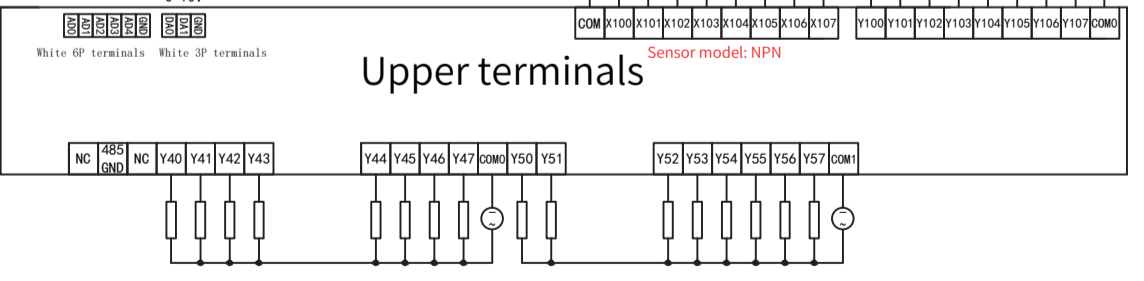 AD0 AD1 AD2 AD3 AD4 GND DA0 DA1 GND
White 6P terminals White 3P terminals
COM X100 X101 X102 X103 X104 X105 X106 X107 Y100 Y101 Y102 Y103 Y104 Y105 Y106 Y107 COM0
Sensor model: NPN
Upper terminals
NC 485 GND NC Y40 Y41 Y42 Y43 Y44 Y45 Y46 Y47 COM0 Y50 Y51 Y52 Y53 Y54 Y55 Y56 Y57 COM1